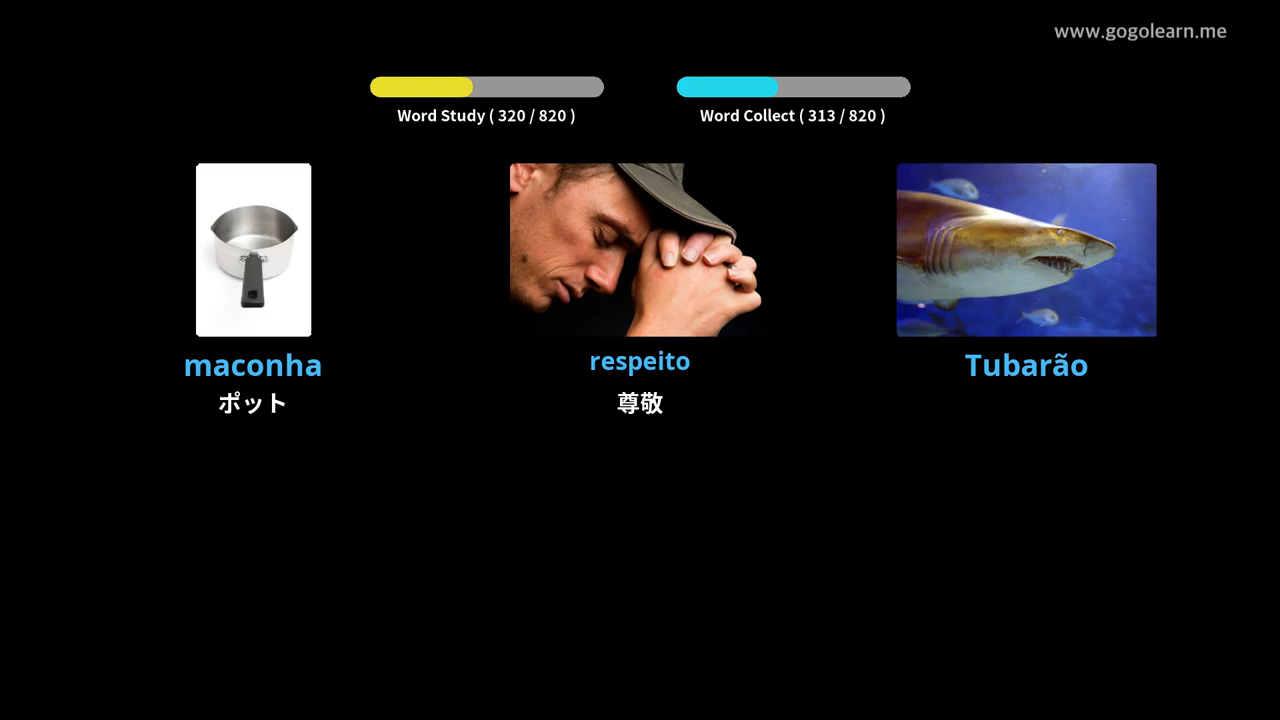 www.gogolearn.me
Word Study ( 320 / 820 )
Word Collect ( 313 / 820 )
maconha
ポット
respeito
尊敬
Tubarão